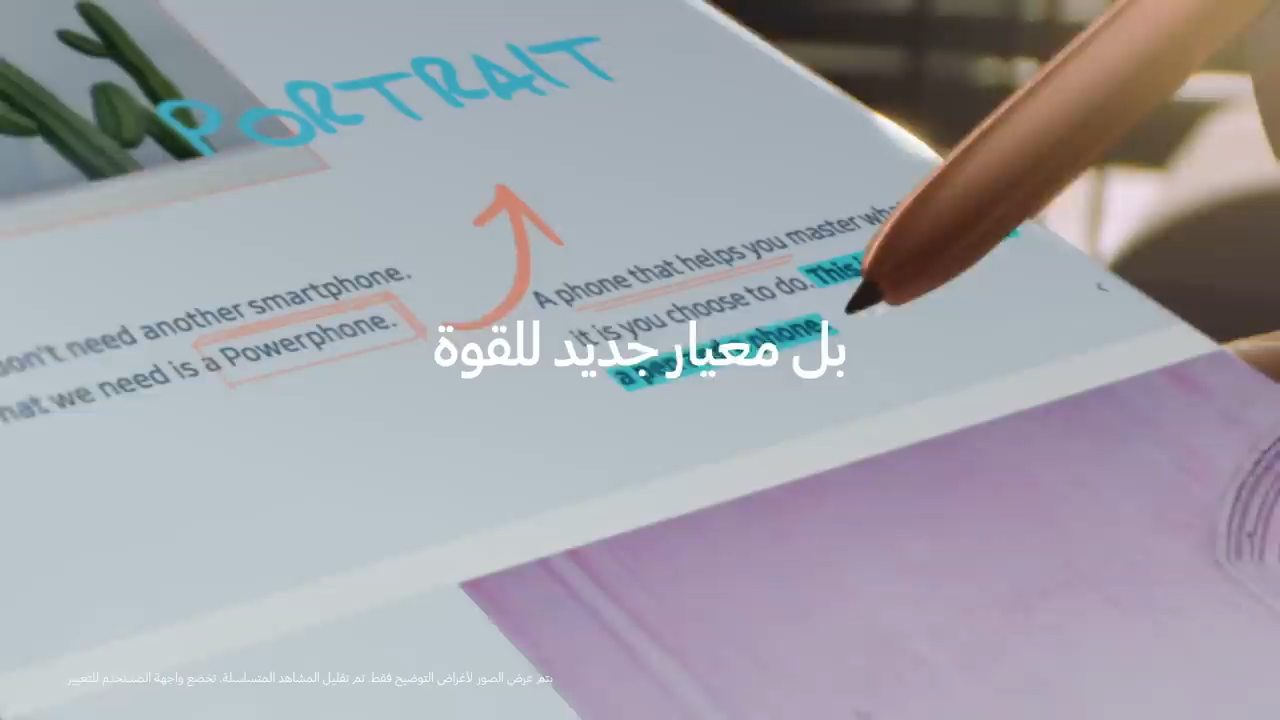 PORTRAIT
don't need another smartphone.
hat we need is a Powerphone.
A phone that helps you master
it is you choose to do. This
phone.
بل معيار جديد للقوة
يتم عرض الصور لأغراض التوضيح فقط. تم تقليل المشاهد المتسلسلة. تخضع واجهة المستخدم للتغيير